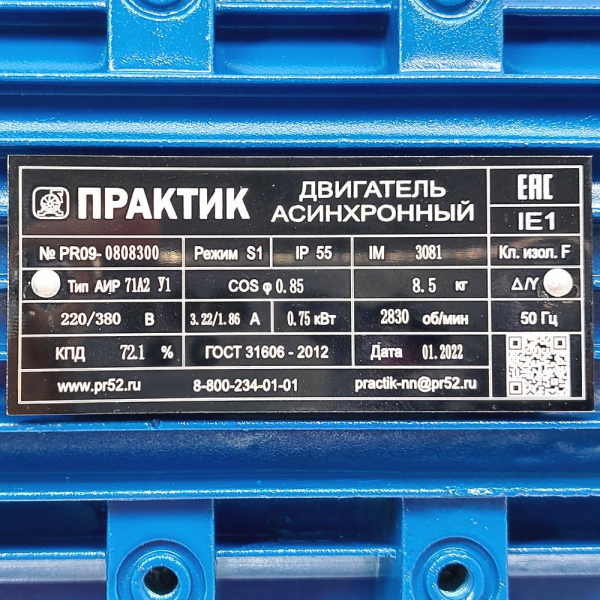 ПРАКТИК ДВИГАТЕЛЬ АСИНХРОННЫЙ EAC
IE1
№ PR09- 0808300 Режим S1 IP 55 IM 3081 Кл. изол. F
Тип АИР 71А2 У1 COS φ 0.85 8.5 кг Δ/Y
220/380 В 3.22/1.86 А 0.75 кВт 2830 об/мин 50 Гц
КПД 72.1 % ГОСТ 31606 - 2012 Дата 01.2022
www.pr52.ru 8-800-234-01-01 practik-nn@pr52.ru